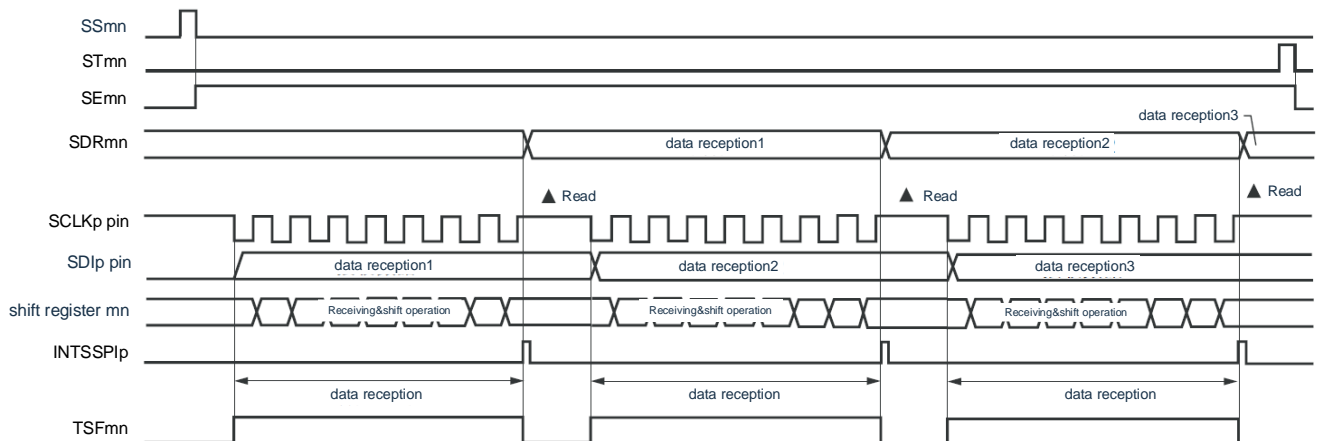 SSmn
STmn
SEmn
data reception3
SDRmn data reception1 data reception2
▲ Read ▲ Read ▲ Read
SCLKp pin
SDIp pin data reception1 data reception2 data reception3
shift register mn Receiving&shift operation Receiving&shift operation Receiving&shift operation
INTSSPIp
data reception data reception data reception
TSFmn